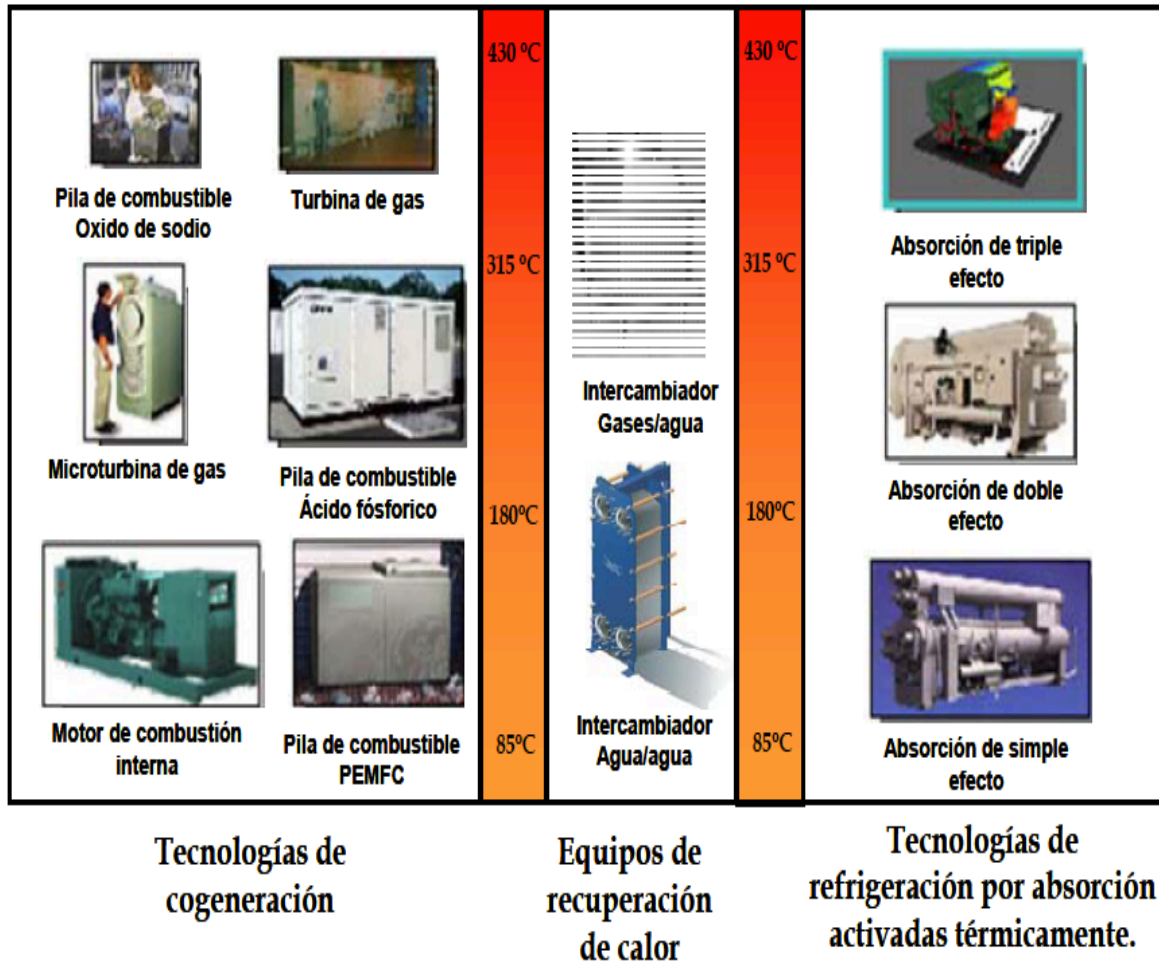 430 ºC
430 ºC
Pila de combustible
Oxido de sodio
Turbina de gas
315 ºC
315 ºC
Absorción de triple
efecto
Intercambiador
Gases/agua
Microturbina de gas
Pila de combustible
Ácido fósforico
180ºC
180ºC
Absorción de doble
efecto
Motor de combustión
interna
Pila de combustible
PEMFC
85ºC
Intercambiador
Agua/agua
85ºC
Absorción de simple
efecto
Tecnologías de
cogeneración
Equipos de
recuperación
de calor
Tecnologías de
refrigeración por absorción
activadas térmicamente.